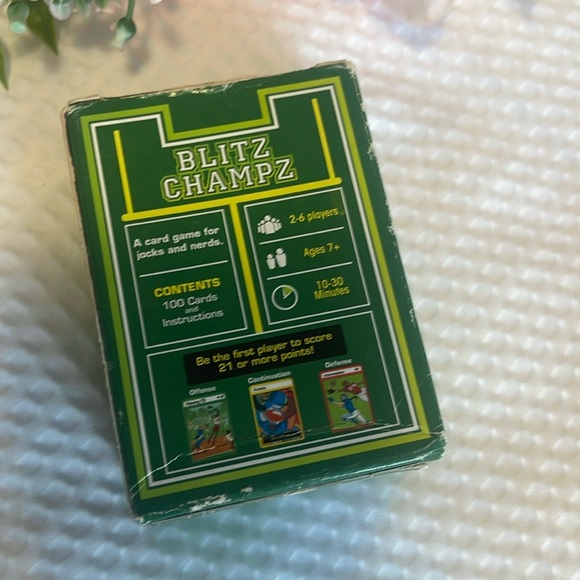 BLITZ
CHAMPZ
A card game for
jocks and nerds.
CONTENTS
100 Cards
and
Instructions
2-6 players
Ages 7+
10-30
Minutes
Be the first player to score
21 or more points!
Offense
Continuation
Defense